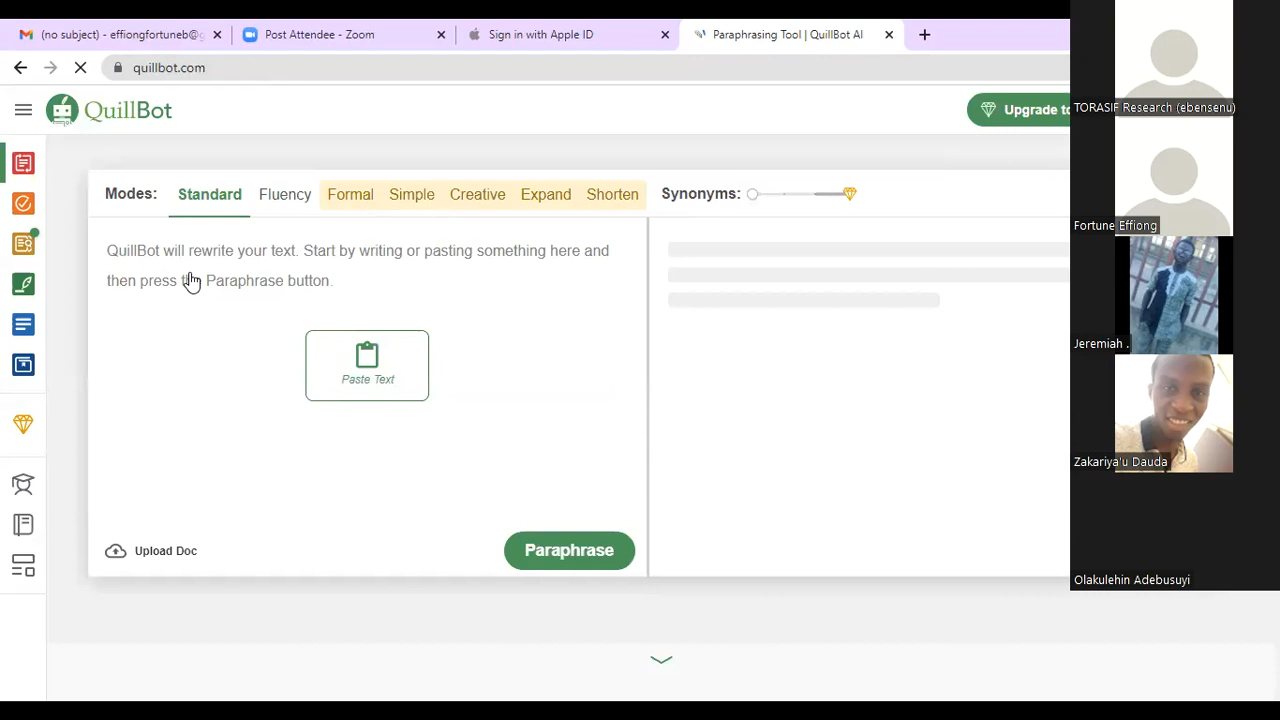 (no subject) - effiongfortuneb@g
Post Attendee - Zoom
Sign in with Apple ID
Paraphrasing Tool | QuillBot AI
quillbot.com
QuillBot
Upgrade to
Modes:
Standard
Fluency
Formal
Simple
Creative
Expand
Shorten
Synonyms:
QuillBot will rewrite your text. Start by writing or pasting something here and
then press the Paraphrase button.
Paste Text
Upload Doc
Paraphrase
TORASIF Research (ebensenu)
Fortune Effiong
Jeremiah .
Zakariya'u Dauda
Olakulehin Adebusuyi